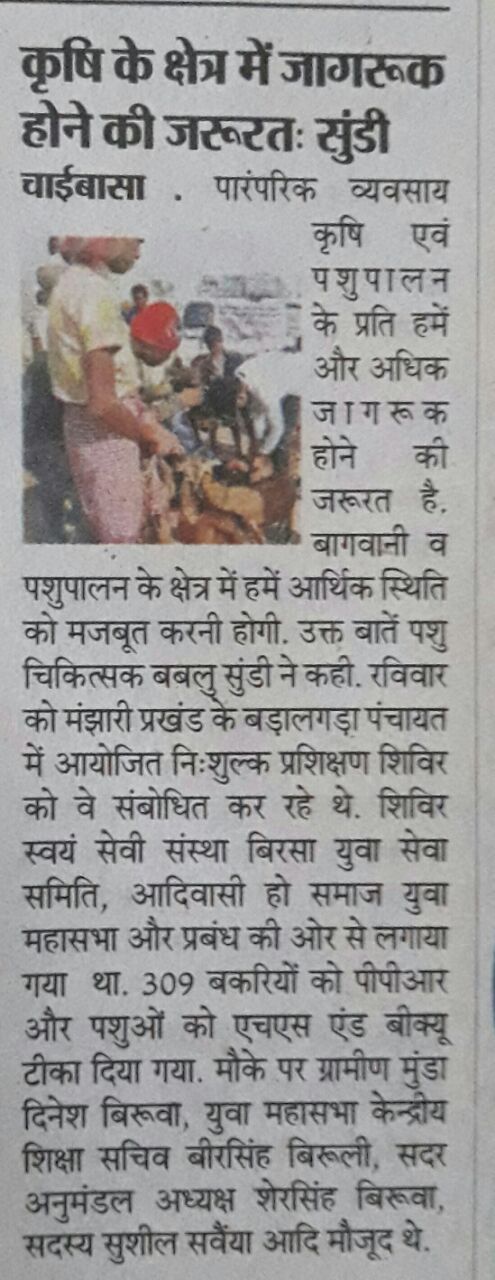 कृषि के क्षेत्र में जागरूक
होने की जरूरतः सुंडी
चाईबासा . पारंपरिक व्यवसाय
कृषि एवं
पशुपालन
के प्रति हमें
और अधिक
जागरूक
होने की
जरूरत है.
बागवानी व
पशुपालन के क्षेत्र में हमें आर्थिक स्थिति
को मजबूत करनी होगी. उक्त बातें पशु
चिकित्सक बबलु सुंडी ने कही. रविवार
को मंझारी प्रखंड के बड़ालगड़ा पंचायत
में आयोजित निःशुल्क प्रशिक्षण शिविर
को वे संबोधित कर रहे थे. शिविर
स्वयं सेवी संस्था बिरसा युवा सेवा
समिति, आदिवासी हो समाज युवा
महासभा और प्रबंध की ओर से लगाया
गया था. 309 बकरियों को पीपीआर
और पशुओं को एचएस एंड बीक्यू
टीका दिया गया. मौके पर ग्रामीण मुंडा
दिनेश बिरूवा, युवा महासभा केन्द्रीय
शिक्षा सचिव बीरसिंह बिरूली, सदर
अनुमंडल अध्यक्ष शेरसिंह बिरूवा,
सदस्य सुशील सवैंया आदि मौजूद थे.